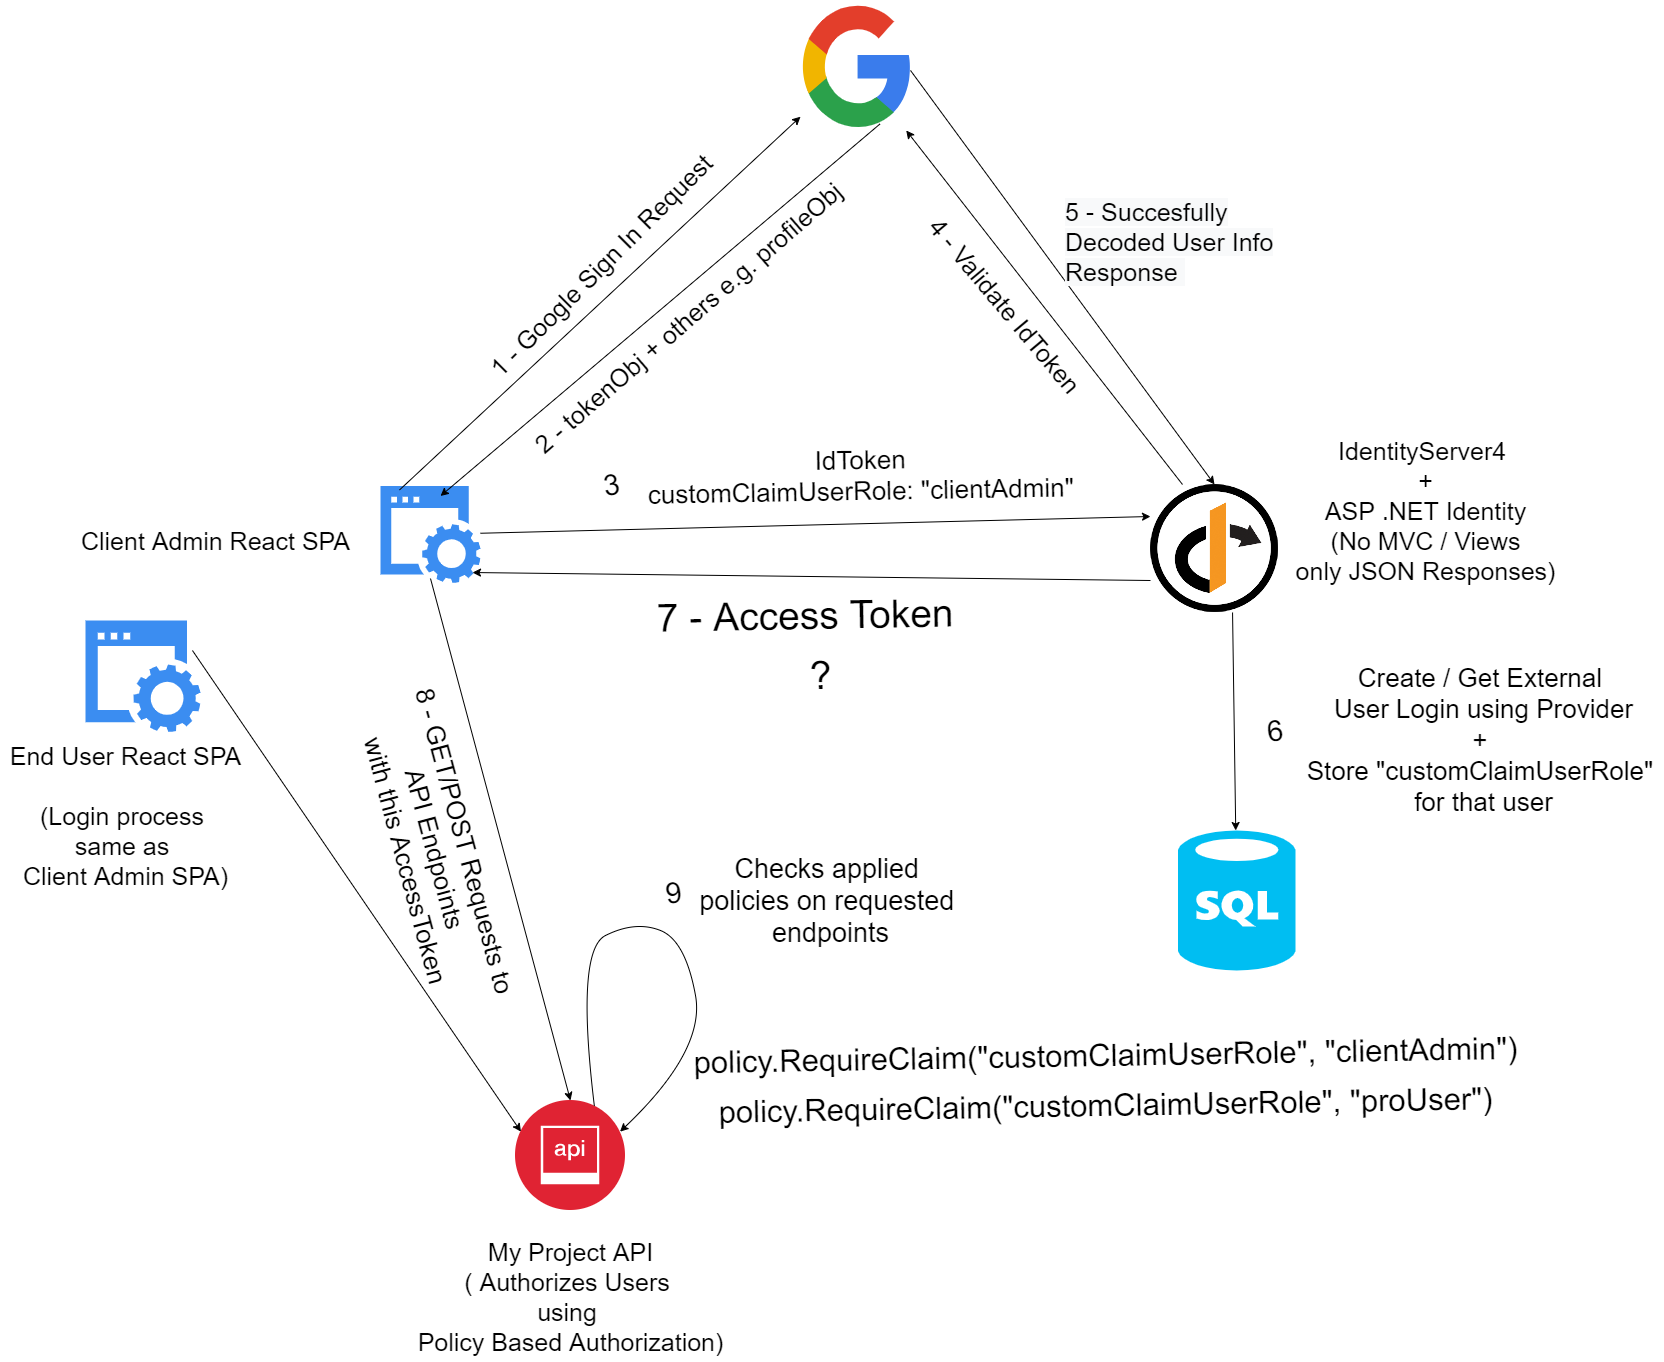 1 - Google Sign In Request
2 - tokenObj + others e.g. profileObj
4 - Validate IdToken
5 - Succesfully
Decoded User Info
Response
3
IdToken
customClaimUserRole: "clientAdmin"
IdentityServer4
+
ASP .NET Identity
(No MVC / Views
only JSON Responses)
Client Admin React SPA
7 - Access Token
?
End User React SPA
(Login process
same as
Client Admin SPA)
8 - GET/POST Requests to
API Endpoints
with this AccessToken
6
Create / Get External
User Login using Provider
+
Store "customClaimUserRole"
for that user
SQL
9
Checks applied
policies on requested
endpoints
policy.RequireClaim("customClaimUserRole", "clientAdmin")
policy.RequireClaim("customClaimUserRole", "proUser")
api
My Project API
( Authorizes Users
using
Policy Based Authorization)